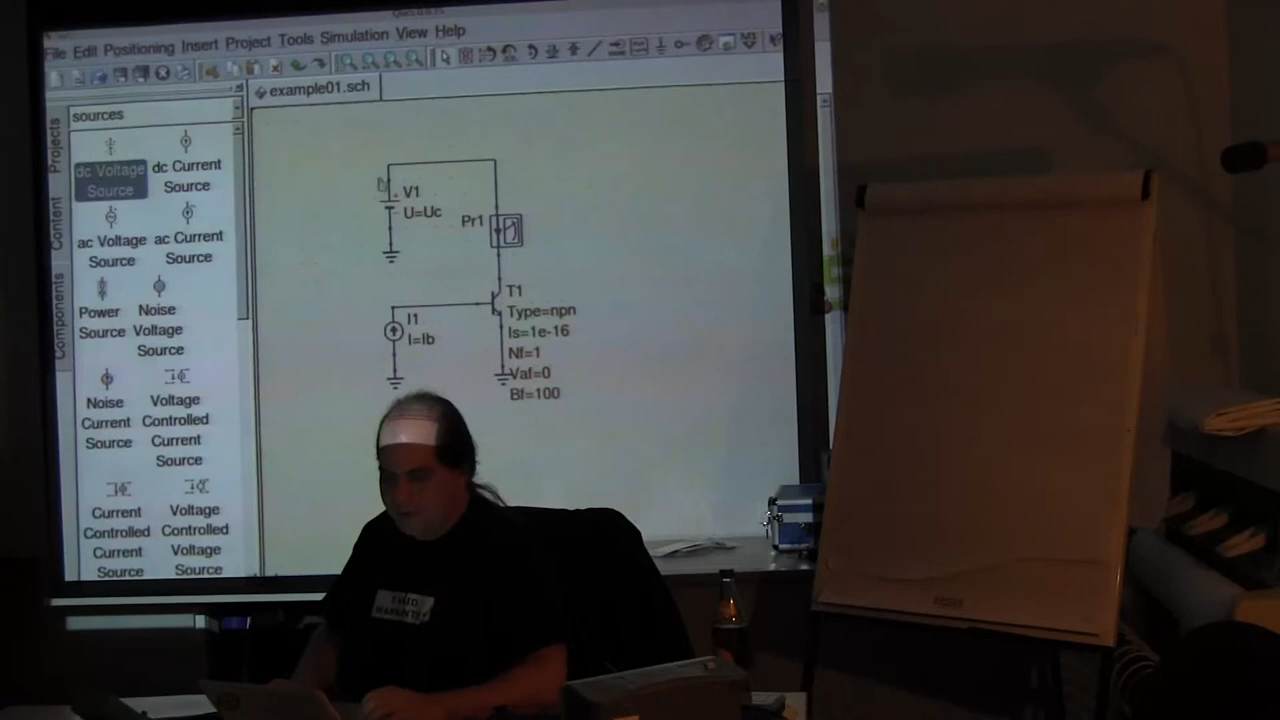 File Edit Positioning Insert Project Tools Simulation View Help
example01.sch
sources
Projects
Content
Components
dc Voltage
Source
dc Current
Source
ac Voltage
Source
ac Current
Source
Power
Source
Noise
Voltage
Source
Noise
Current
Source
Voltage
Controlled
Current
Source
Current
Controlled
Current
Source
Voltage
Controlled
Voltage
Source
V1
U=Uc
Pr1
I1
I=Ib
T1
Type=npn
Is=1e-16
Nf=1
Vaf=0
Bf=100